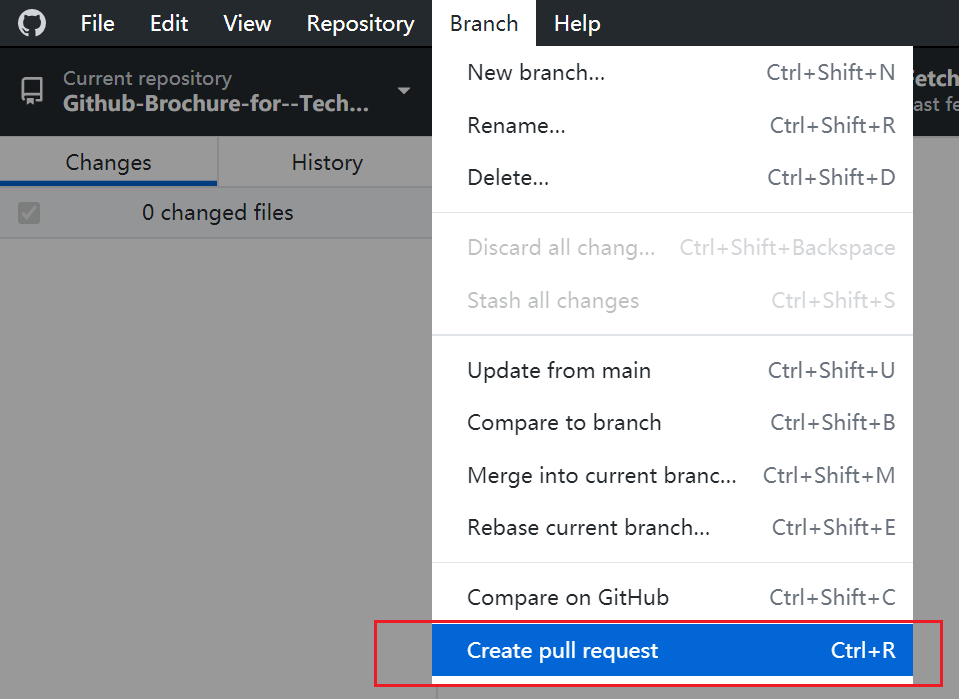 File Edit View Repository Branch Help
Current repository
Github-Brochure-for--Tech...
Changes History
0 changed files
New branch... Ctrl+Shift+N
Rename... Ctrl+Shift+R
Delete... Ctrl+Shift+D
Discard all chang... Ctrl+Shift+Backspace
Stash all changes Ctrl+Shift+S
Update from main Ctrl+Shift+U
Compare to branch Ctrl+Shift+B
Merge into current branc... Ctrl+Shift+M
Rebase current branch... Ctrl+Shift+E
Compare on GitHub Ctrl+Shift+C
Create pull request Ctrl+R